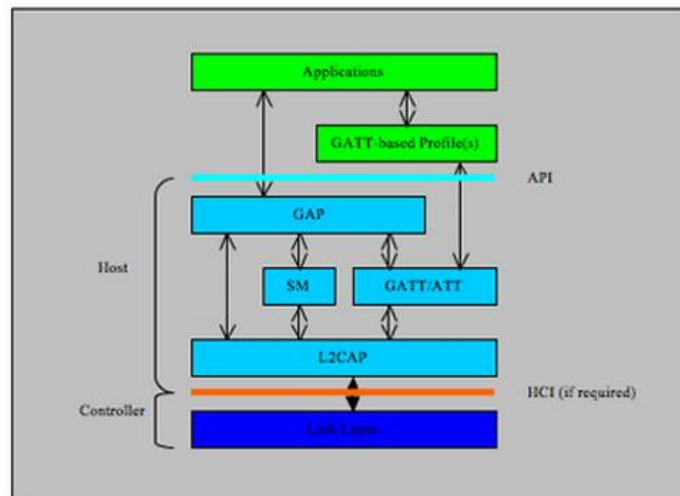 Applications
GATT-based Profile(s)
API
GAP
Host
SM
GATT/ATT
L2CAP
HCI (if required)
Controller
Link Layer